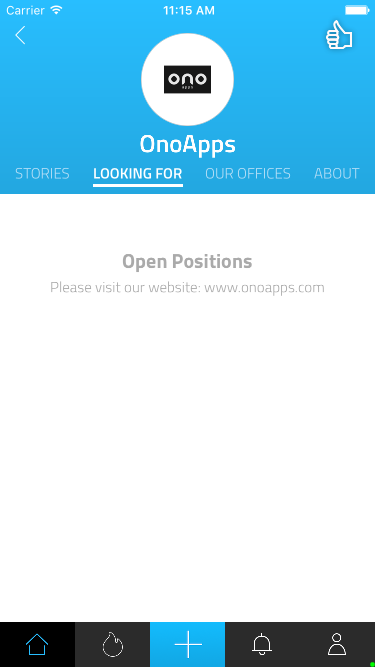 Carrier 11:15 AM
ono
apps
OnoApps
STORIES LOOKING FOR OUR OFFICES ABOUT
Open Positions
Please visit our website: www.onoapps.com